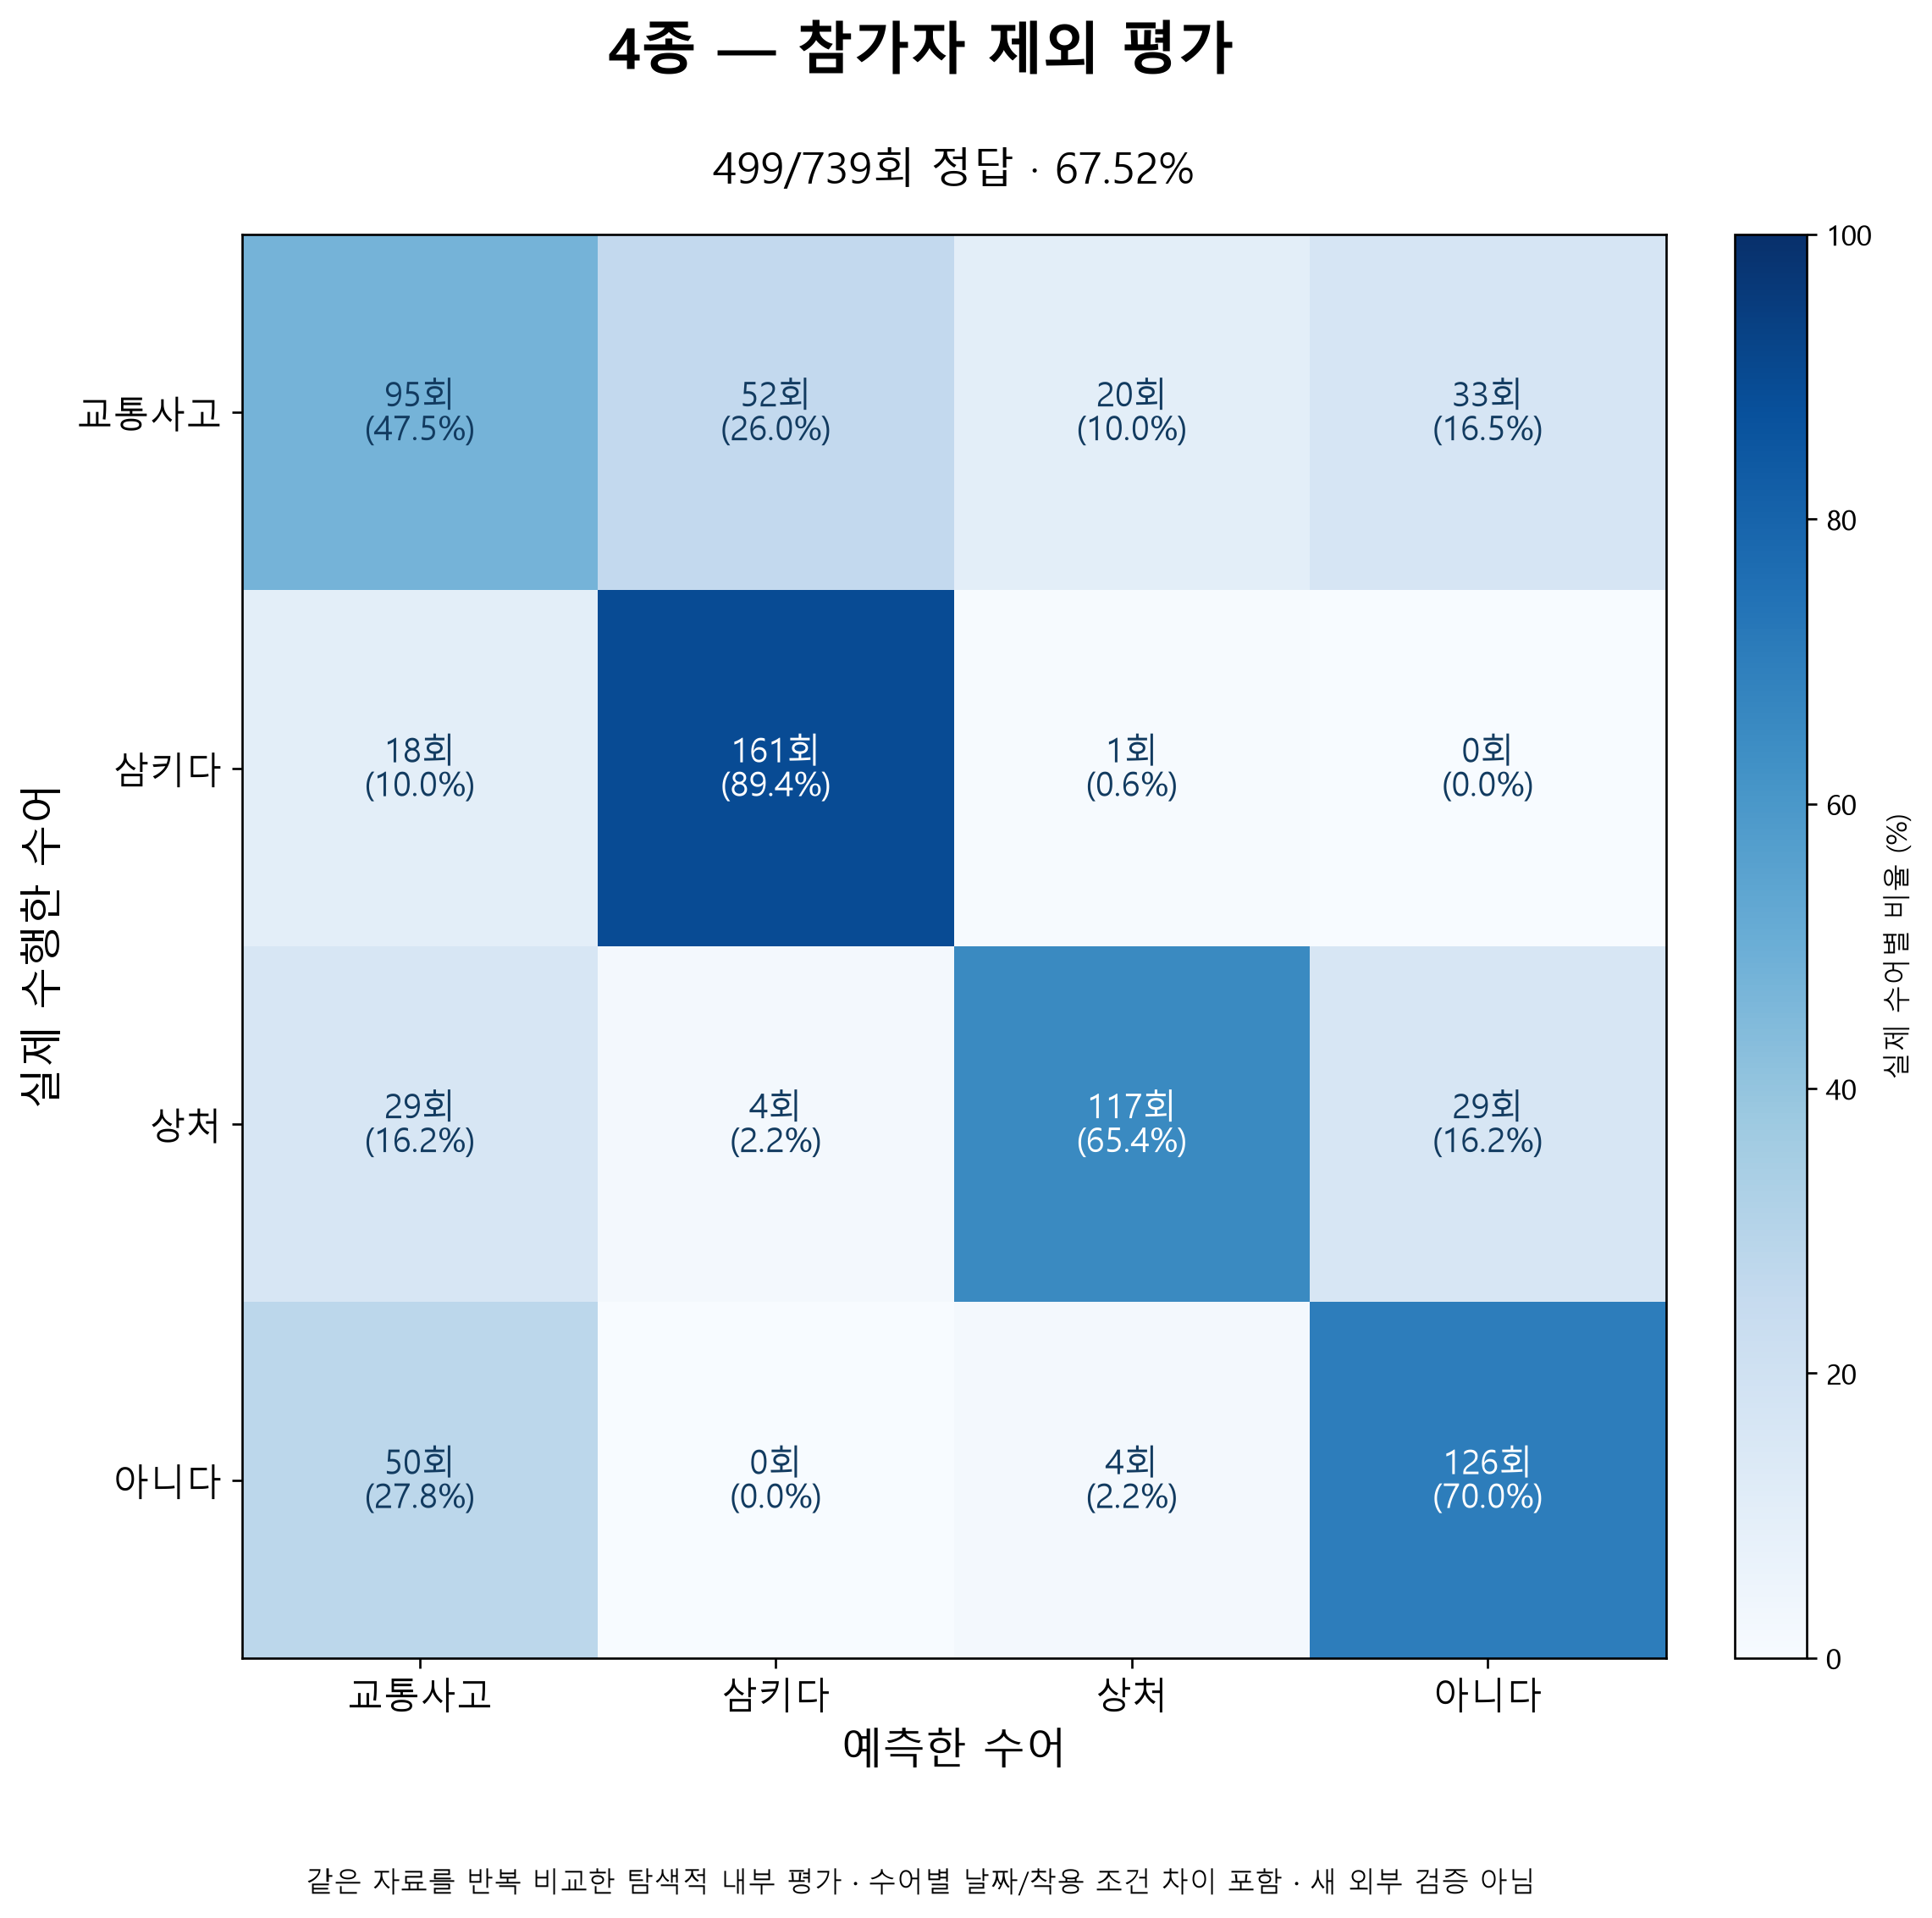 4종 — 참가자 제외 평가
499/739회 정답 · 67.52%
실제 수행한 수어
교통사고
95회
(47.5%)
52회
(26.0%)
20회
(10.0%)
33회
(16.5%)
삼키다
18회
(10.0%)
161회
(89.4%)
1회
(0.6%)
0회
(0.0%)
상처
29회
(16.2%)
4회
(2.2%)
117회
(65.4%)
29회
(16.2%)
아니다
50회
(27.8%)
0회
(0.0%)
4회
(2.2%)
126회
(70.0%)
교통사고
삼키다
상처
아니다
예측한 수어
100
80
60
40
20
0
실제 수어별 비율 (%)
같은 자료를 반복 비교한 탐색적 내부 평가 · 수어별 날짜/착용 조건 차이 포함 · 새 외부 검증 아님